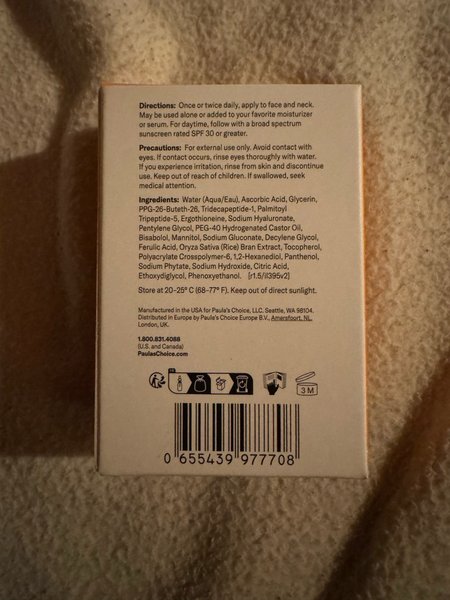 Directions: Once or twice daily, apply to face and neck.
May be used alone or added to your favorite moisturizer
or serum. For daytime, follow with a broad spectrum
sunscreen rated SPF 30 or greater.
Precautions: For external use only. Avoid contact with
eyes. If contact occurs, rinse eyes thoroughly with water.
If you experience irritation, rinse from skin and discontinue
use. Keep out of reach of children. If swallowed, seek
medical attention.
Ingredients: Water (Aqua/Eau), Ascorbic Acid, Glycerin,
PPG-26-Buteth-26, Tridecapeptide-1, Palmitoyl
Tripeptide-5, Ergothioneine, Sodium Hyaluronate,
Pentylene Glycol, PEG-40 Hydrogenated Castor Oil,
Bisabolol, Mannitol, Sodium Gluconate, Decylene Glycol,
Ferulic Acid, Oryza Sativa (Rice) Bran Extract, Tocopherol,
Polyacrylate Crosspolymer-6, 1,2-Hexanediol, Panthenol,
Sodium Phytate, Sodium Hydroxide, Citric Acid,
Ethoxydiglycol, Phenoxyethanol. [r1.5/il395v2]
Store at 20-25° C (68-77° F). Keep out of direct sunlight.
Manufactured in the USA for Paula's Choice, LLC. Seattle, WA 98104.
Distributed in Europe by Paula's Choice Europe B.V., Amersfoort, NL.
London, UK.
1.800.831.4088
(U.S. and Canada)
PaulasChoice.com
3 M
0 655439 977708